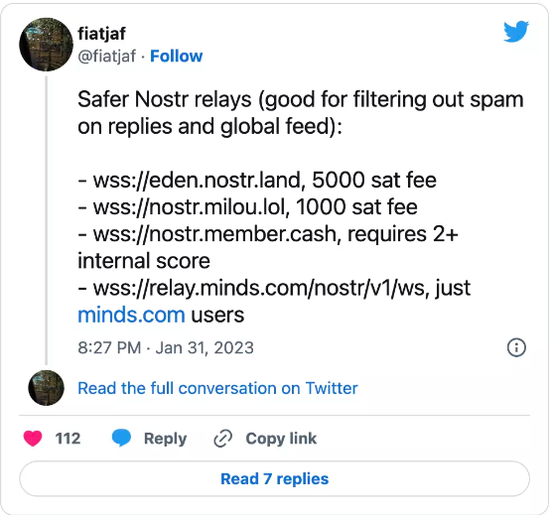 fiatjaf
@fiatjaf · Follow
Safer Nostr relays (good for filtering out spam
on replies and global feed):
- wss://eden.nostr.land, 5000 sat fee
- wss://nostr.milou.lol, 1000 sat fee
- wss://nostr.member.cash, requires 2+
internal score
- wss://relay.minds.com/nostr/v1/ws, just
minds.com users
8:27 PM · Jan 31, 2023
Read the full conversation on Twitter
112 Reply Copy link
Read 7 replies